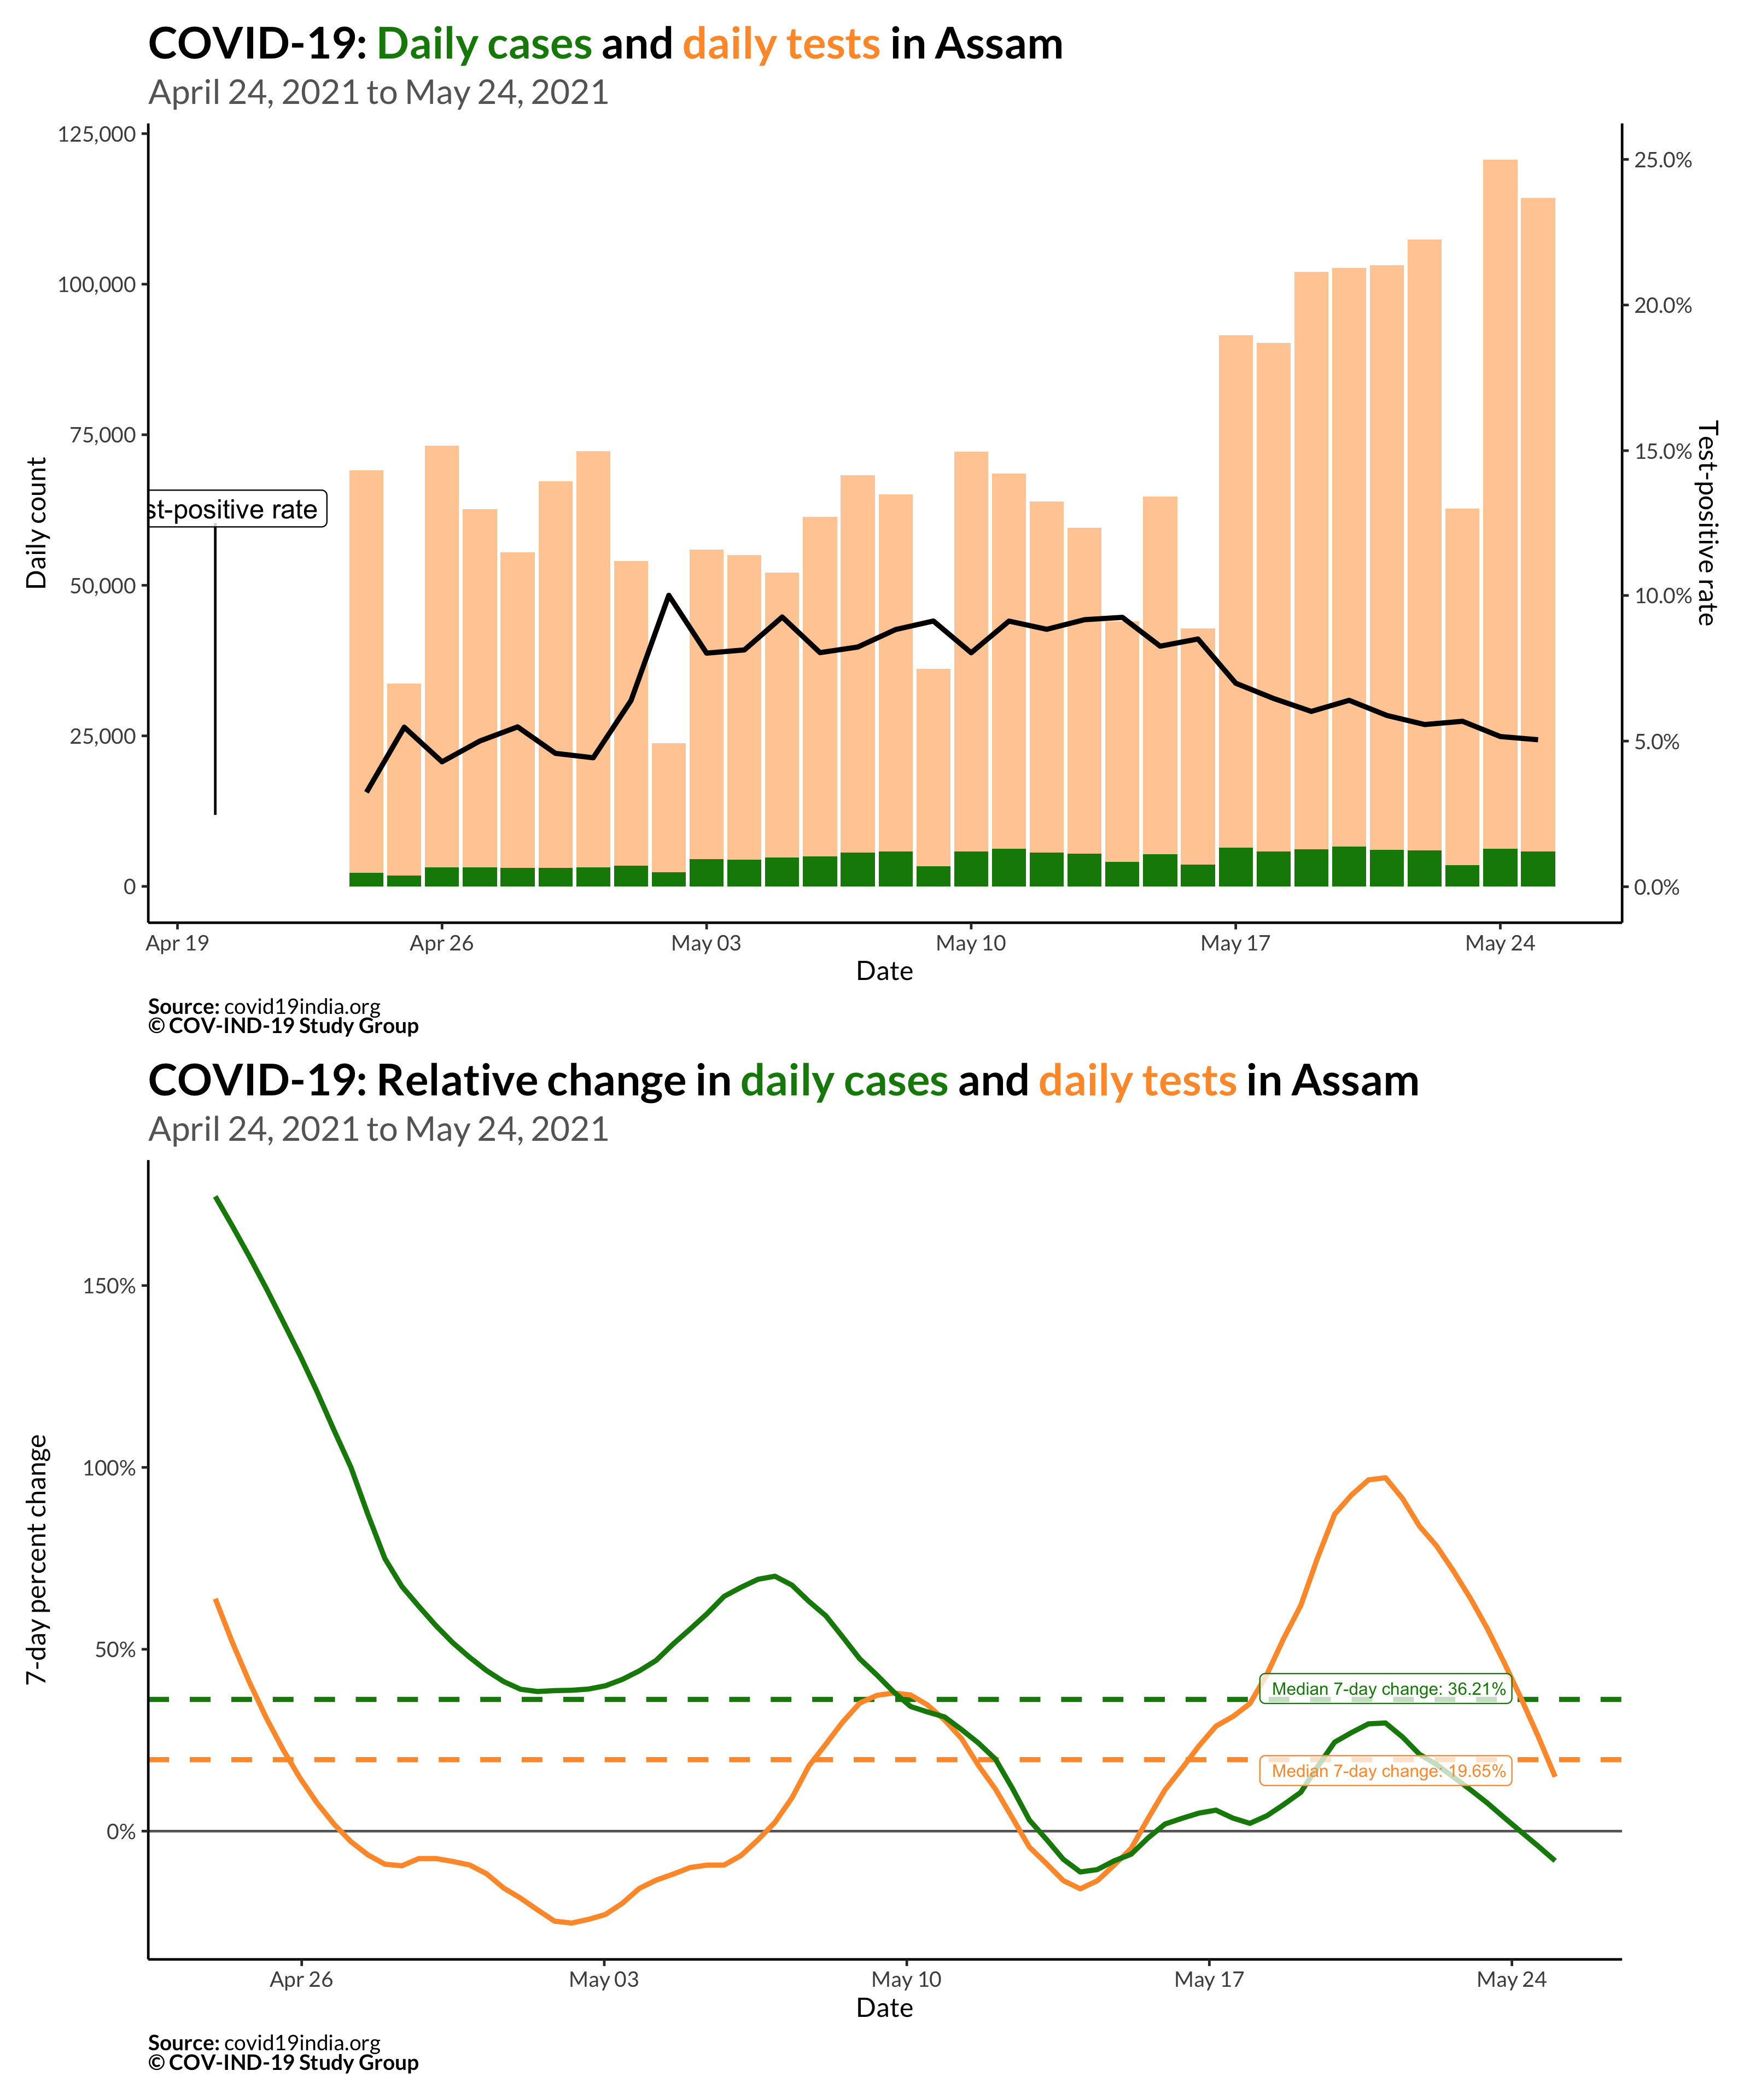 COVID-19: Daily cases and daily tests in Assam
April 24, 2021 to May 24, 2021
125,000
100,000
75,000
50,000
25,000
0
Daily count
st-positive rate
25.0%
20.0%
15.0%
10.0%
5.0%
0.0%
Test-positive rate
Apr 19
Apr 26
May 03
May 10
May 17
May 24
Date
Source: covid19india.org
© COV-IND-19 Study Group
COVID-19: Relative change in daily cases and daily tests in Assam
April 24, 2021 to May 24, 2021
150%
100%
50%
0%
7-day percent change
Median 7-day change: 36.21%
Median 7-day change: 19.65%
Apr 26
May 03
May 10
May 17
May 24
Date
Source: covid19india.org
© COV-IND-19 Study Group